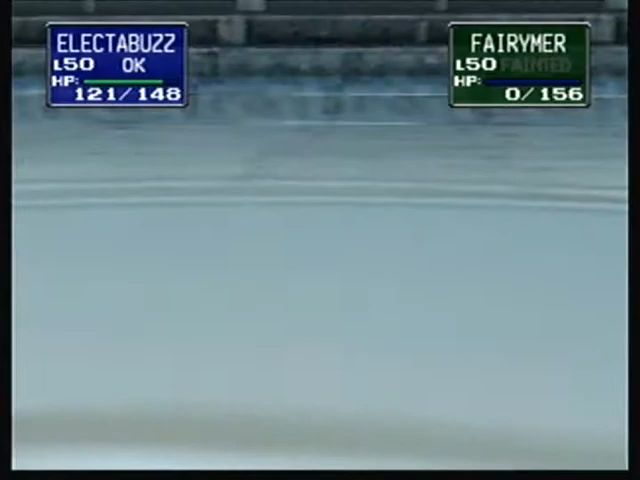 ELECTABUZZ
L50 OK
HP:
121/148
FAIRYMER
L50 FAINTED
HP:
0/156